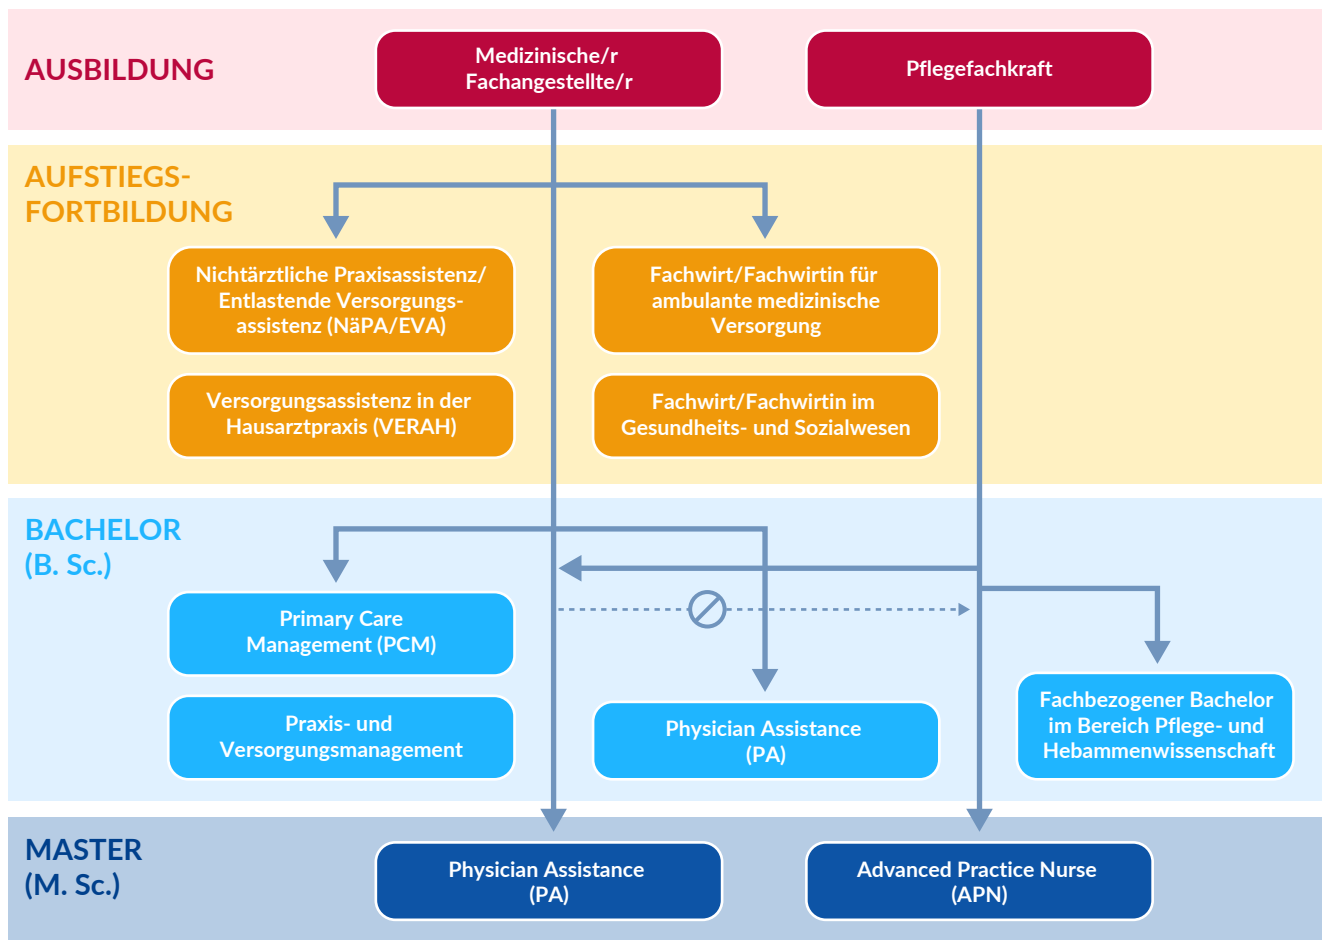 AUSBILDUNG
Medizinische/r
Fachangestellte/r
Pflegefachkraft
AUFSTIEGS-
FORTBILDUNG
Nichtärztliche Praxisassistenz/
Entlastende Versorgungs-
assistenz (NäPA/EVA)
Fachwirt/Fachwirtin für
ambulante medizinische
Versorgung
Versorgungsassistenz in der
Hausarztpraxis (VERAH)
Fachwirt/Fachwirtin im
Gesundheits- und Sozialwesen
BACHELOR
(B. Sc.)
Primary Care
Management (PCM)
Praxis- und
Versorgungsmanagement
Physician Assistance
(PA)
Fachbezogener Bachelor
im Bereich Pflege- und
Hebammenwissenschaft
MASTER
(M. Sc.)
Physician Assistance
(PA)
Advanced Practice Nurse
(APN)